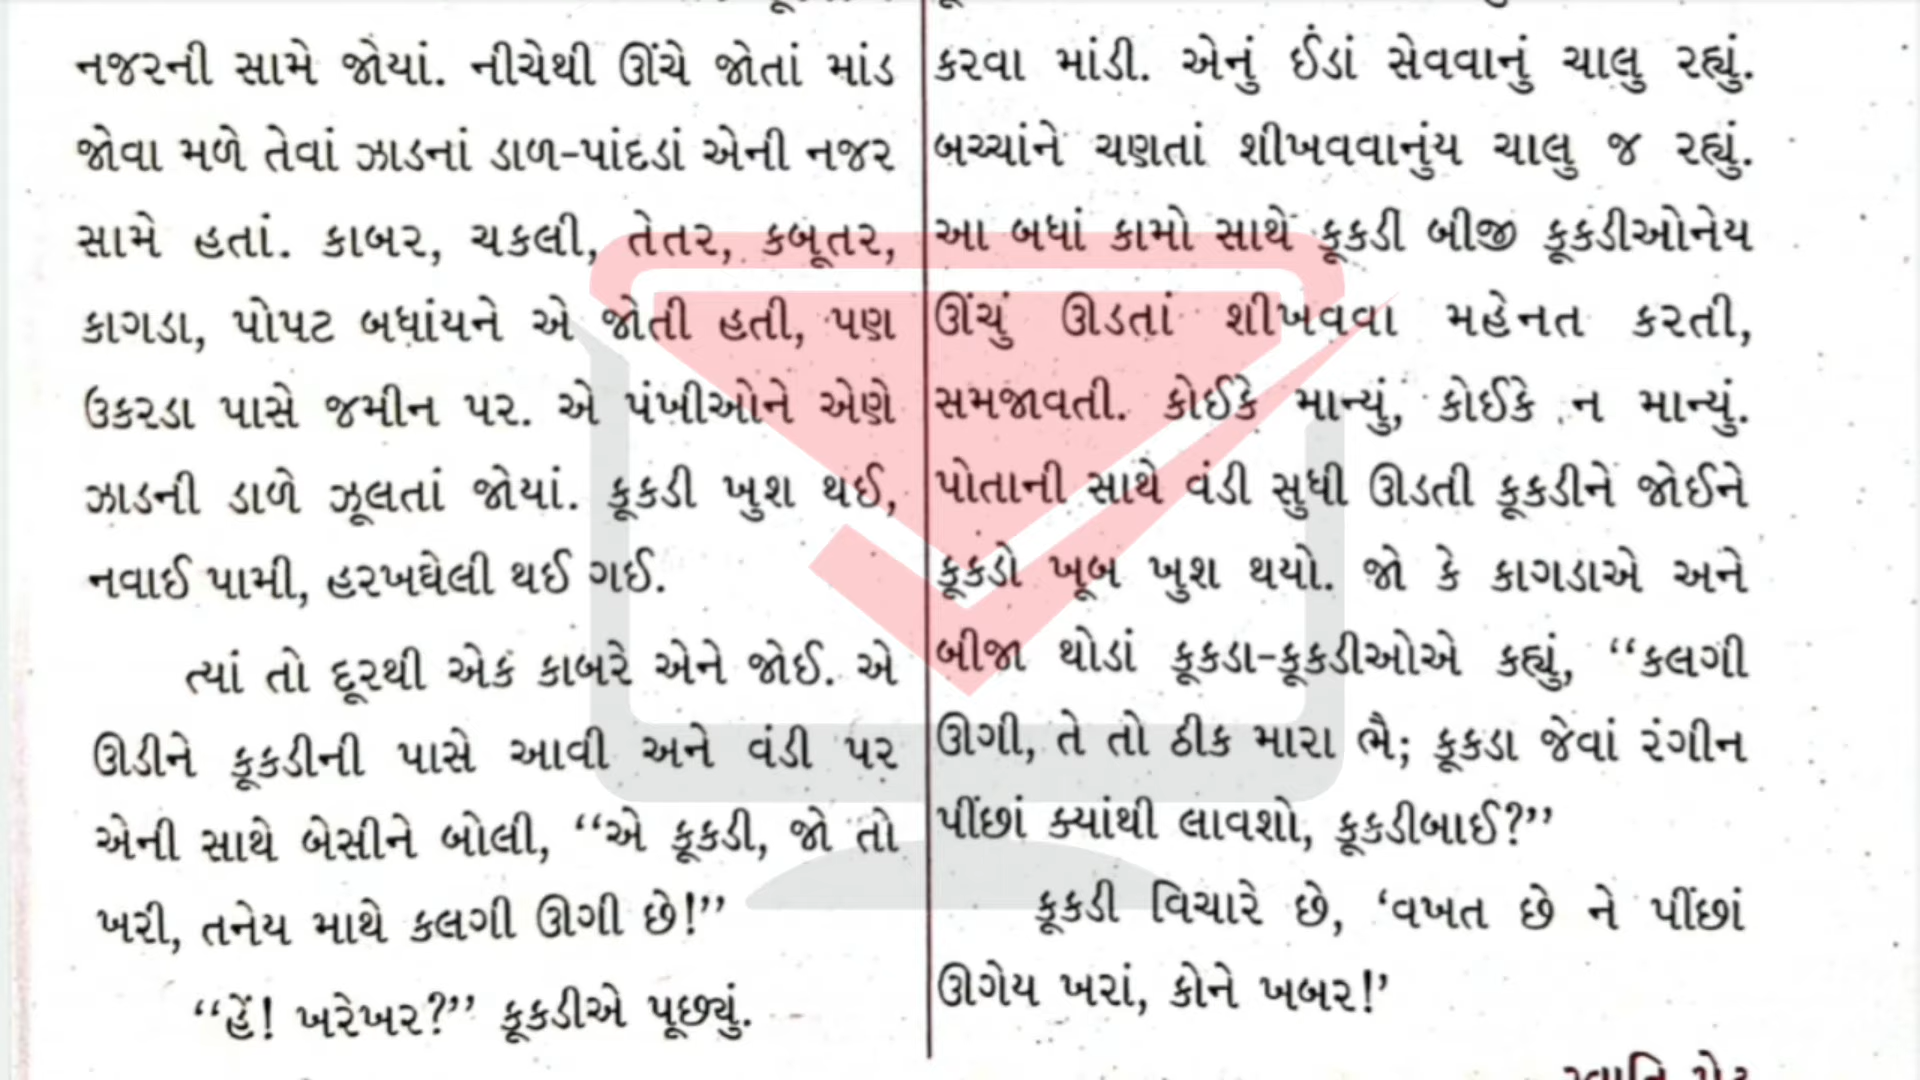 નજરની સામે જોયાં. નીચેથી ઊંચે જોતાં માંડ
જોવા મળે તેવાં ઝાડનાં ડાળ-પાંદડાં એની નજર
સામે હતાં. કાબર, ચકલી, તેતર, કબૂતર,
કાગડા, પોપટ બધાંયને એ જોતી હતી, પણ
ઉકરડા પાસે જમીન પર. એ પંખીઓને એણે
ઝાડની ડાળે ઝૂલતાં જોયાં. કૂકડી ખુશ થઈ,
નવાઈ પામી, હરખઘેલી થઈ ગઈ.
ત્યાં તો દૂરથી એક કાબરે એને જોઈ. એ
ઊડીને કૂકડીની પાસે આવી અને વંડી પર
એની સાથે બેસીને બોલી, “એ કૂકડી, જો તો
ખરી, તનેય માથે કલગી ઊગી છે!”
“હેં! ખરેખર?” કૂકડીએ પૂછ્યું.
કરવા માંડી. એનું ઈંડાં સેવવાનું ચાલુ રહ્યું.
બચ્ચાંને ચણતાં શીખવવાનુંય ચાલુ જ રહ્યું.
આ બધાં કામો સાથે કૂકડી બીજી કૂકડીઓનેય
ઊંચું ઊડતાં શીખવવા મહેનત કરતી,
સમજાવતી. કોઈકે માન્યું, કોઈકે ન માન્યું.
પોતાની સાથે વંડી સુધી ઊડતી કૂકડીને જોઈને
કૂકડો ખૂબ ખુશ થયો. જો કે કાગડાએ અને
બીજા થોડાં કૂકડા-કૂકડીઓએ કહ્યું, “કલગી
ઊગી, તે તો ઠીક મારા ભૈ; કૂકડા જેવાં રંગીન
પીંછાં ક્યાંથી લાવશો, કૂકડીબાઈ?”
કૂકડી વિચારે છે, ‘વખત છે ને પીંછાં
ઊગેય ખરાં, કોને ખબર!’